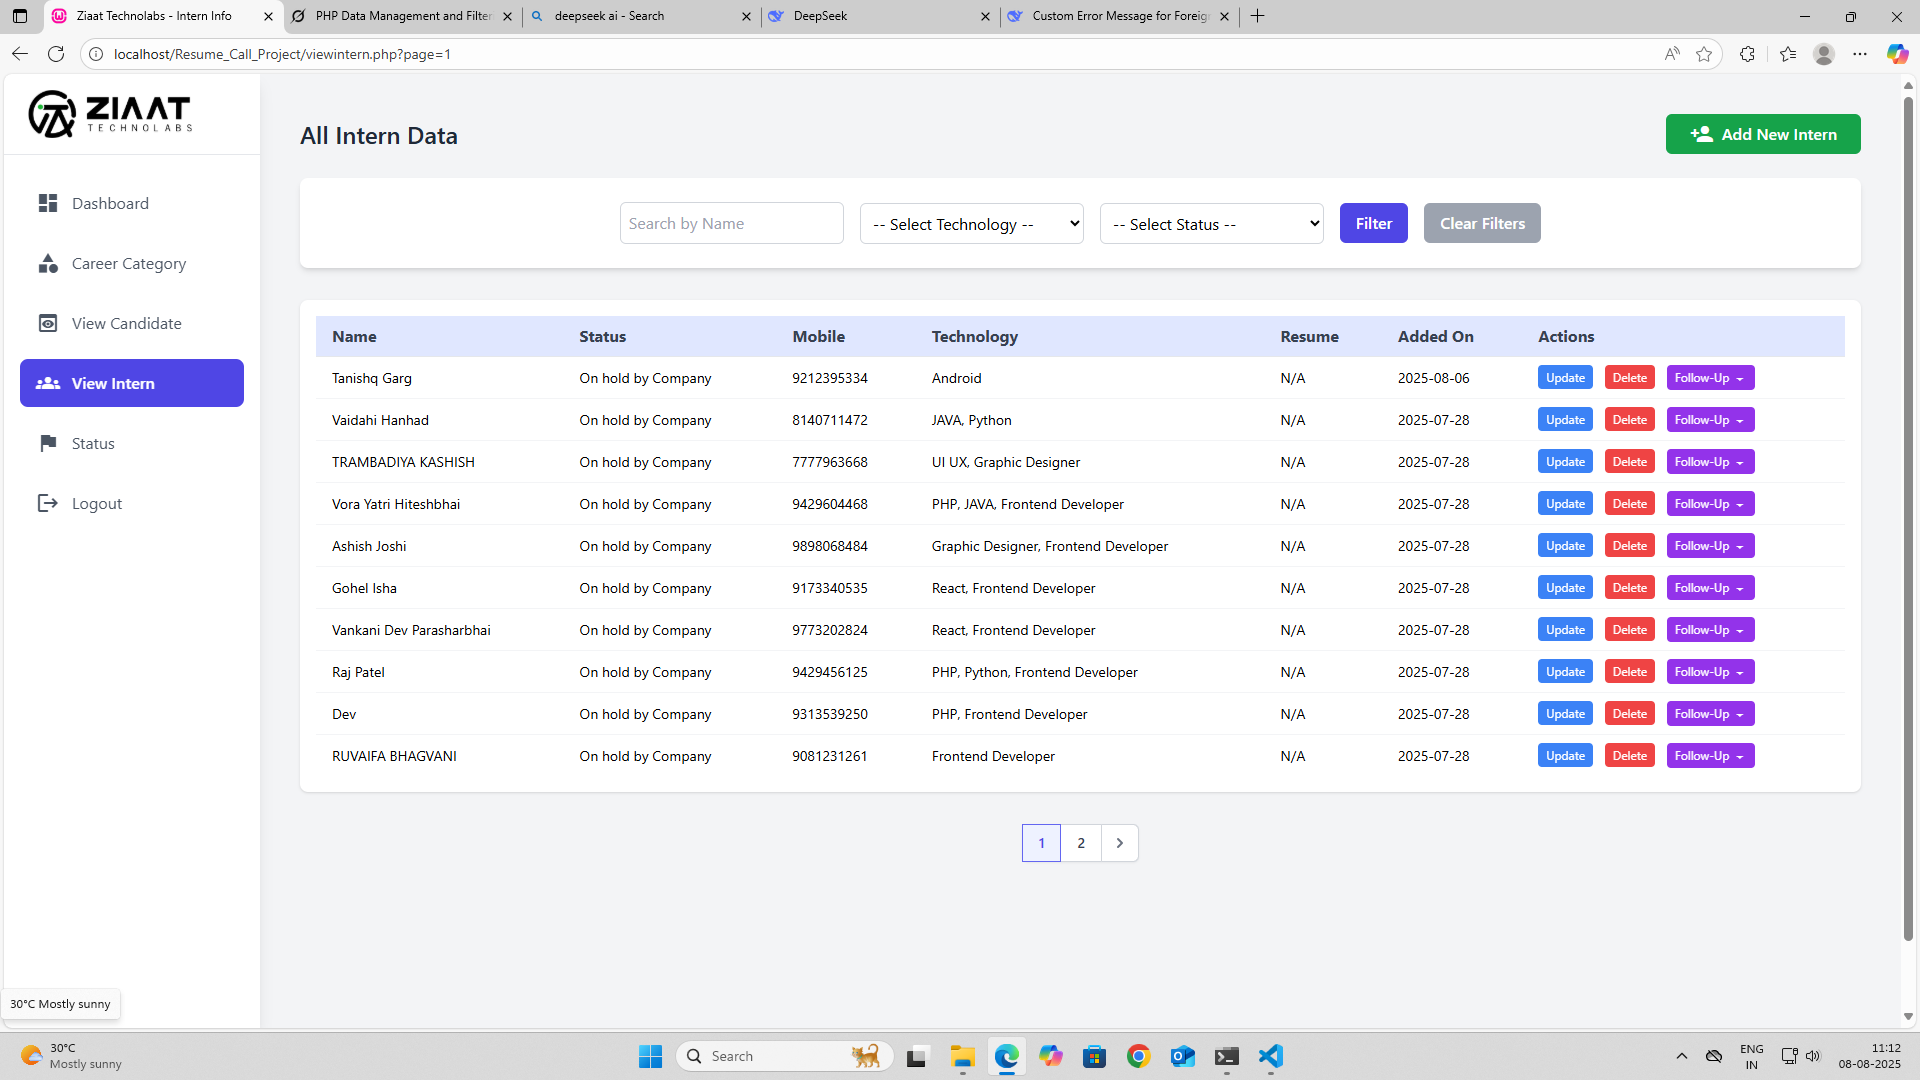 Ziaat Technolabs - Intern Info
PHP Data Management and Filter
deepseek ai - Search
DeepSeek
Custom Error Message for Foreign
localhost/Resume_Call_Project/viewintern.php?page=1
ZIAAT
TECHNOLABS
Dashboard
Career Category
View Candidate
View Intern
Status
Logout
All Intern Data
Add New Intern
Search by Name
-- Select Technology --
-- Select Status --
Filter
Clear Filters
Name Status Mobile Technology Resume Added On Actions
Tanishq Garg On hold by Company 9212395334 Android N/A 2025-08-06 Update Delete Follow-Up
Vaidahi Hanhad On hold by Company 8140711472 JAVA, Python N/A 2025-07-28 Update Delete Follow-Up
TRAMBADIYA KASHISH On hold by Company 7777963668 UI UX, Graphic Designer N/A 2025-07-28 Update Delete Follow-Up
Vora Yatri Hiteshbhai On hold by Company 9429604468 PHP, JAVA, Frontend Developer N/A 2025-07-28 Update Delete Follow-Up
Ashish Joshi On hold by Company 9898068484 Graphic Designer, Frontend Developer N/A 2025-07-28 Update Delete Follow-Up
Gohel Isha On hold by Company 9173340535 React, Frontend Developer N/A 2025-07-28 Update Delete Follow-Up
Vankani Dev Parasharbhai On hold by Company 9773202824 React, Frontend Developer N/A 2025-07-28 Update Delete Follow-Up
Raj Patel On hold by Company 9429456125 PHP, Python, Frontend Developer N/A 2025-07-28 Update Delete Follow-Up
Dev On hold by Company 9313539250 PHP, Frontend Developer N/A 2025-07-28 Update Delete Follow-Up
RUVAIFA BHAGVANI On hold by Company 9081231261 Frontend Developer N/A 2025-07-28 Update Delete Follow-Up
1 2
30°C Mostly sunny
30°C
Mostly sunny
Search
ENG
IN
11:12
08-08-2025